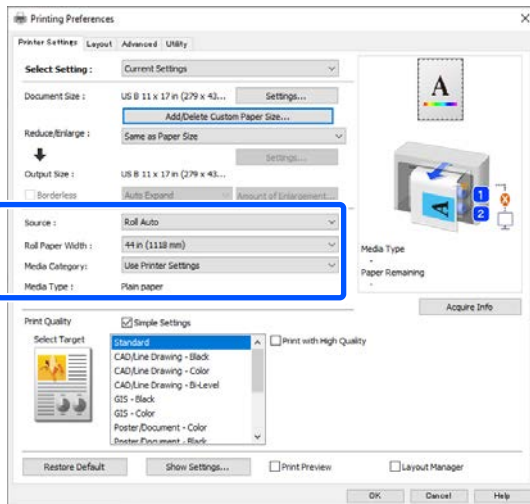 Printing Preferences
Printer Settings Layout Advanced Utility
Select Setting : Current Settings
Document Size : US B 11 x 17 in (279 x 43... Settings...
Add/Delete Custom Paper Size...
Reduce/Enlarge : Same as Paper Size
Settings...
Output Size : US B 11 x 17 in (279 x 43...
Borderless Auto Expand Amount of Enlargement...
Source : Roll Auto
Roll Paper Width : 44 in (1118 mm)
Media Category: Use Printer Settings
Media Type : Plain paper
A
A
1
2
Media Type
-
Paper Remaining
-
Acquire Info
Print Quality Simple Settings
Select Target Standard Print with High Quality
CAD/Line Drawing - Black
CAD/Line Drawing - Color
CAD/Line Drawing - Bi-Level
GIS - Black
GIS - Color
Poster/Document - Color
Poster/Document - Black
Restore Default Show Settings... Print Preview Layout Manager
OK Cancel Help